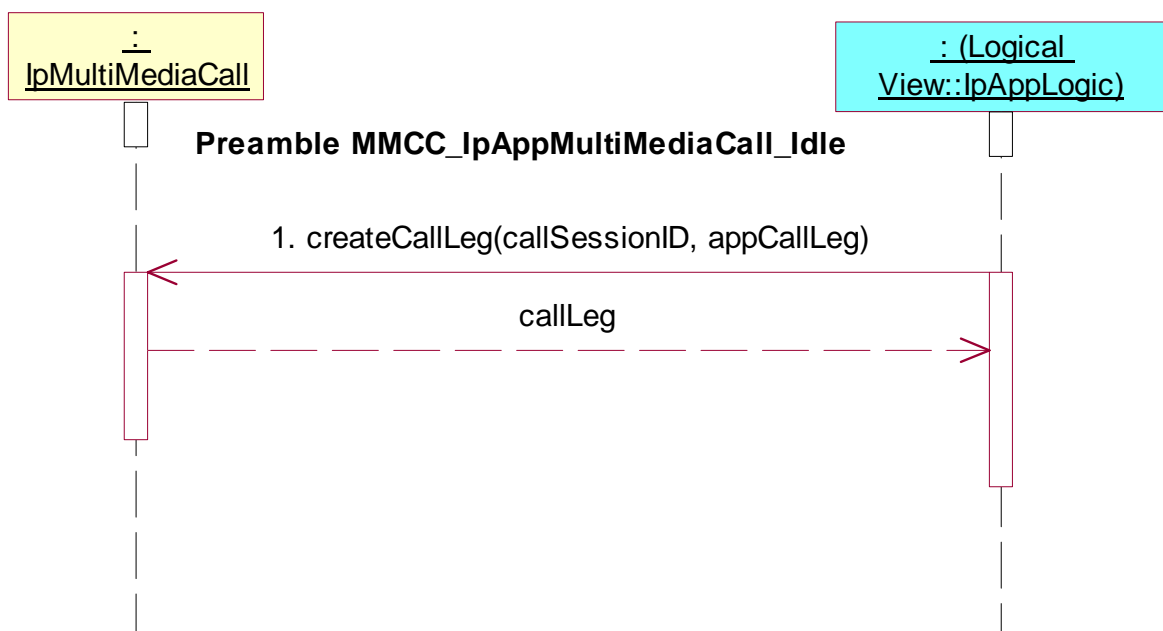 :
IpMultiMediaCall
: (Logical
View::IpAppLogic)
Preamble MMCC_IpAppMultiMediaCall_Idle
1. createCallLeg(callSessionID, appCallLeg)
callLeg